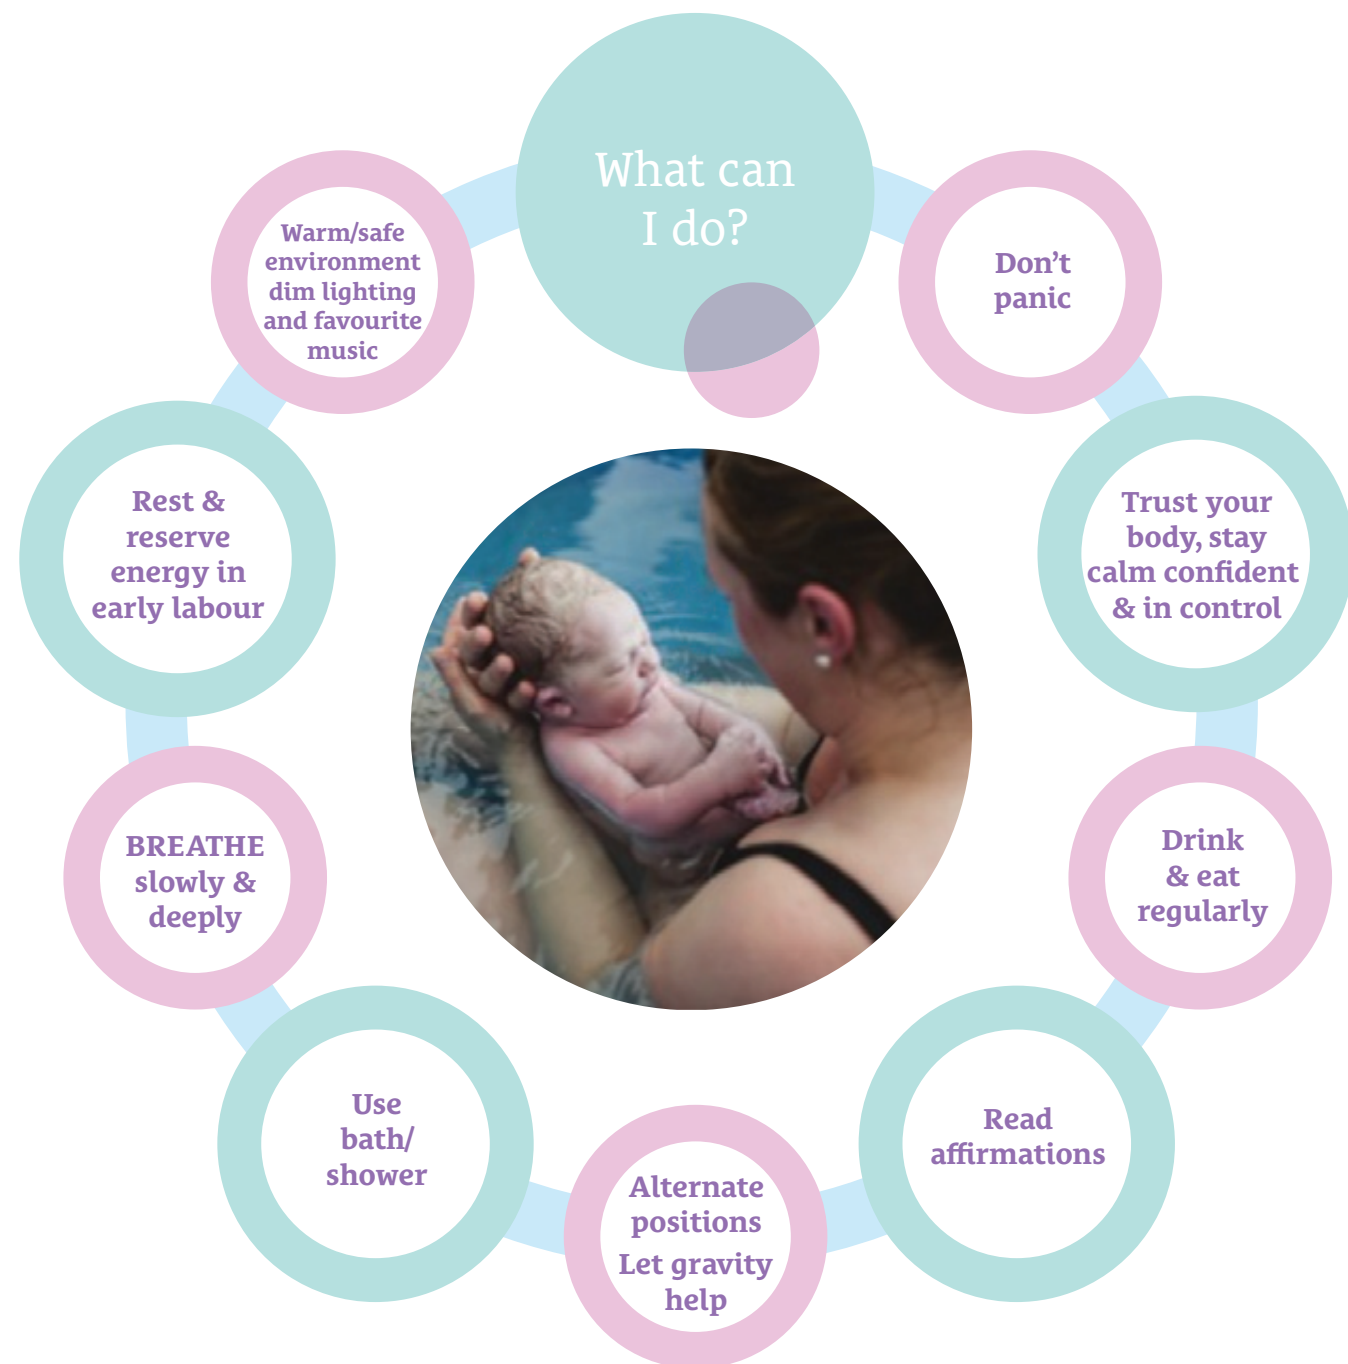 What can
I do?
Don't
panic
Trust your
body, stay
calm confident
& in control
Drink
& eat
regularly
Read
affirmations
Alternate
positions
Let gravity
help
Use
bath/
shower
BREATHE
slowly &
deeply
Rest &
reserve
energy in
early labour
Warm/safe
environment
dim lighting
and favourite
music